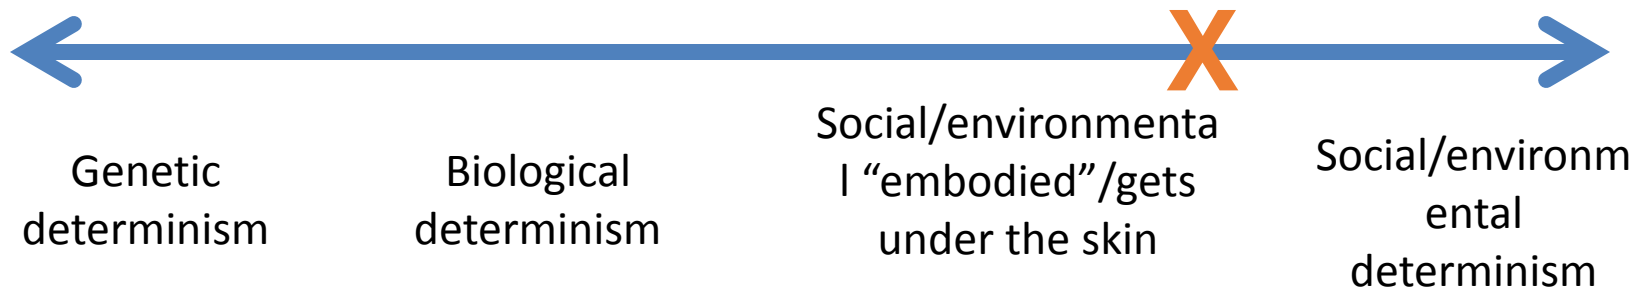 X
Genetic
determinism
Biological
determinism
Social/environmenta
l “embodied”/gets
under the skin
Social/environm
ental
determinism